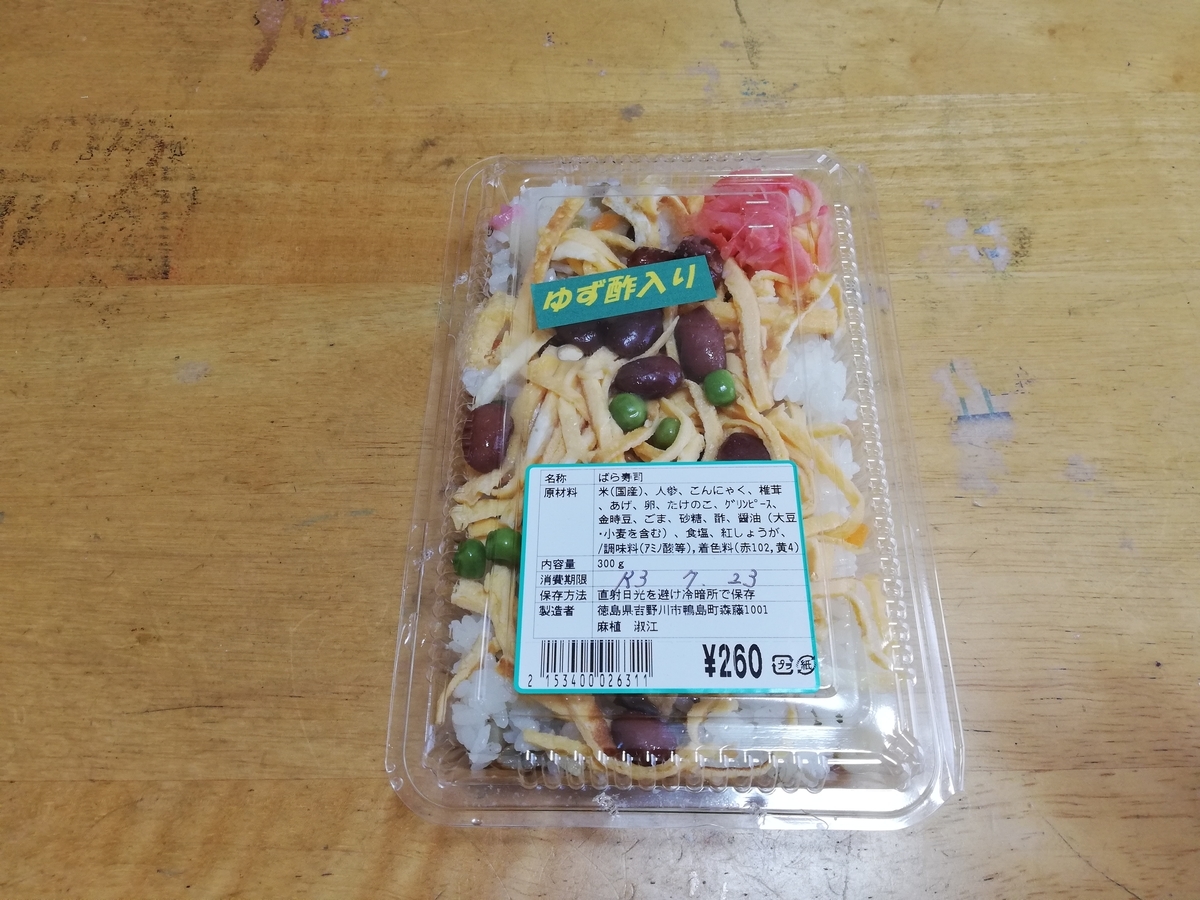 ゆず酢入り
名称 ばら寿司
原材料 米(国産)、人参、こんにゃく、椎茸
、あげ、卵、たけのこ、グリンピース、
金時豆、ごま、砂糖、酢、醤油(大豆
・小麦を含む)、食塩、紅しょうが、
/調味料(アミノ酸等),着色料(赤102,黄4)
内容量 300g
消費期限 R3 7. 23
保存方法 直射日光を避け冷暗所で保存
製造者 徳島県吉野川市鴨島町森藤1001
麻植 淑江
¥260 プラ 紙
2 153400026311